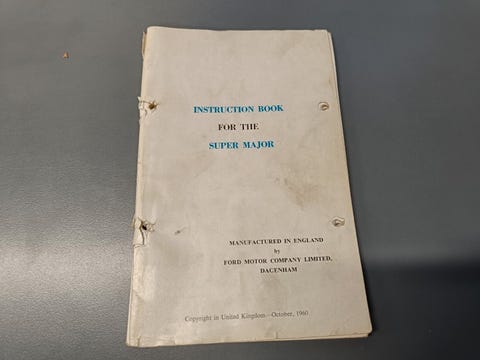 INSTRUCTION BOOK
FOR THE
SUPER MAJOR
MANUFACTURED IN ENGLAND
by
FORD MOTOR COMPANY LIMITED,
DAGENHAM
Copyright in United Kingdom—October, 1960